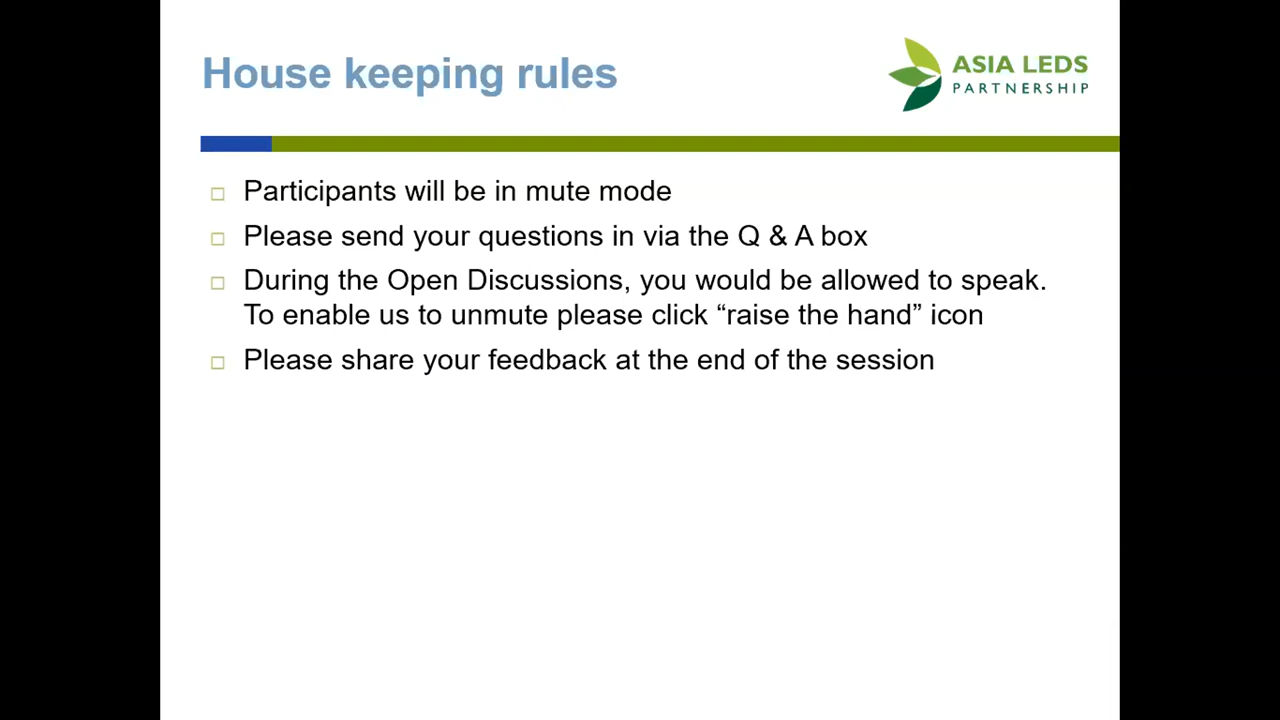 House keeping rules
ASIA LEDS
PARTNERSHIP
Participants will be in mute mode
Please send your questions in via the Q & A box
During the Open Discussions, you would be allowed to speak.
To enable us to unmute please click “raise the hand” icon
Please share your feedback at the end of the session